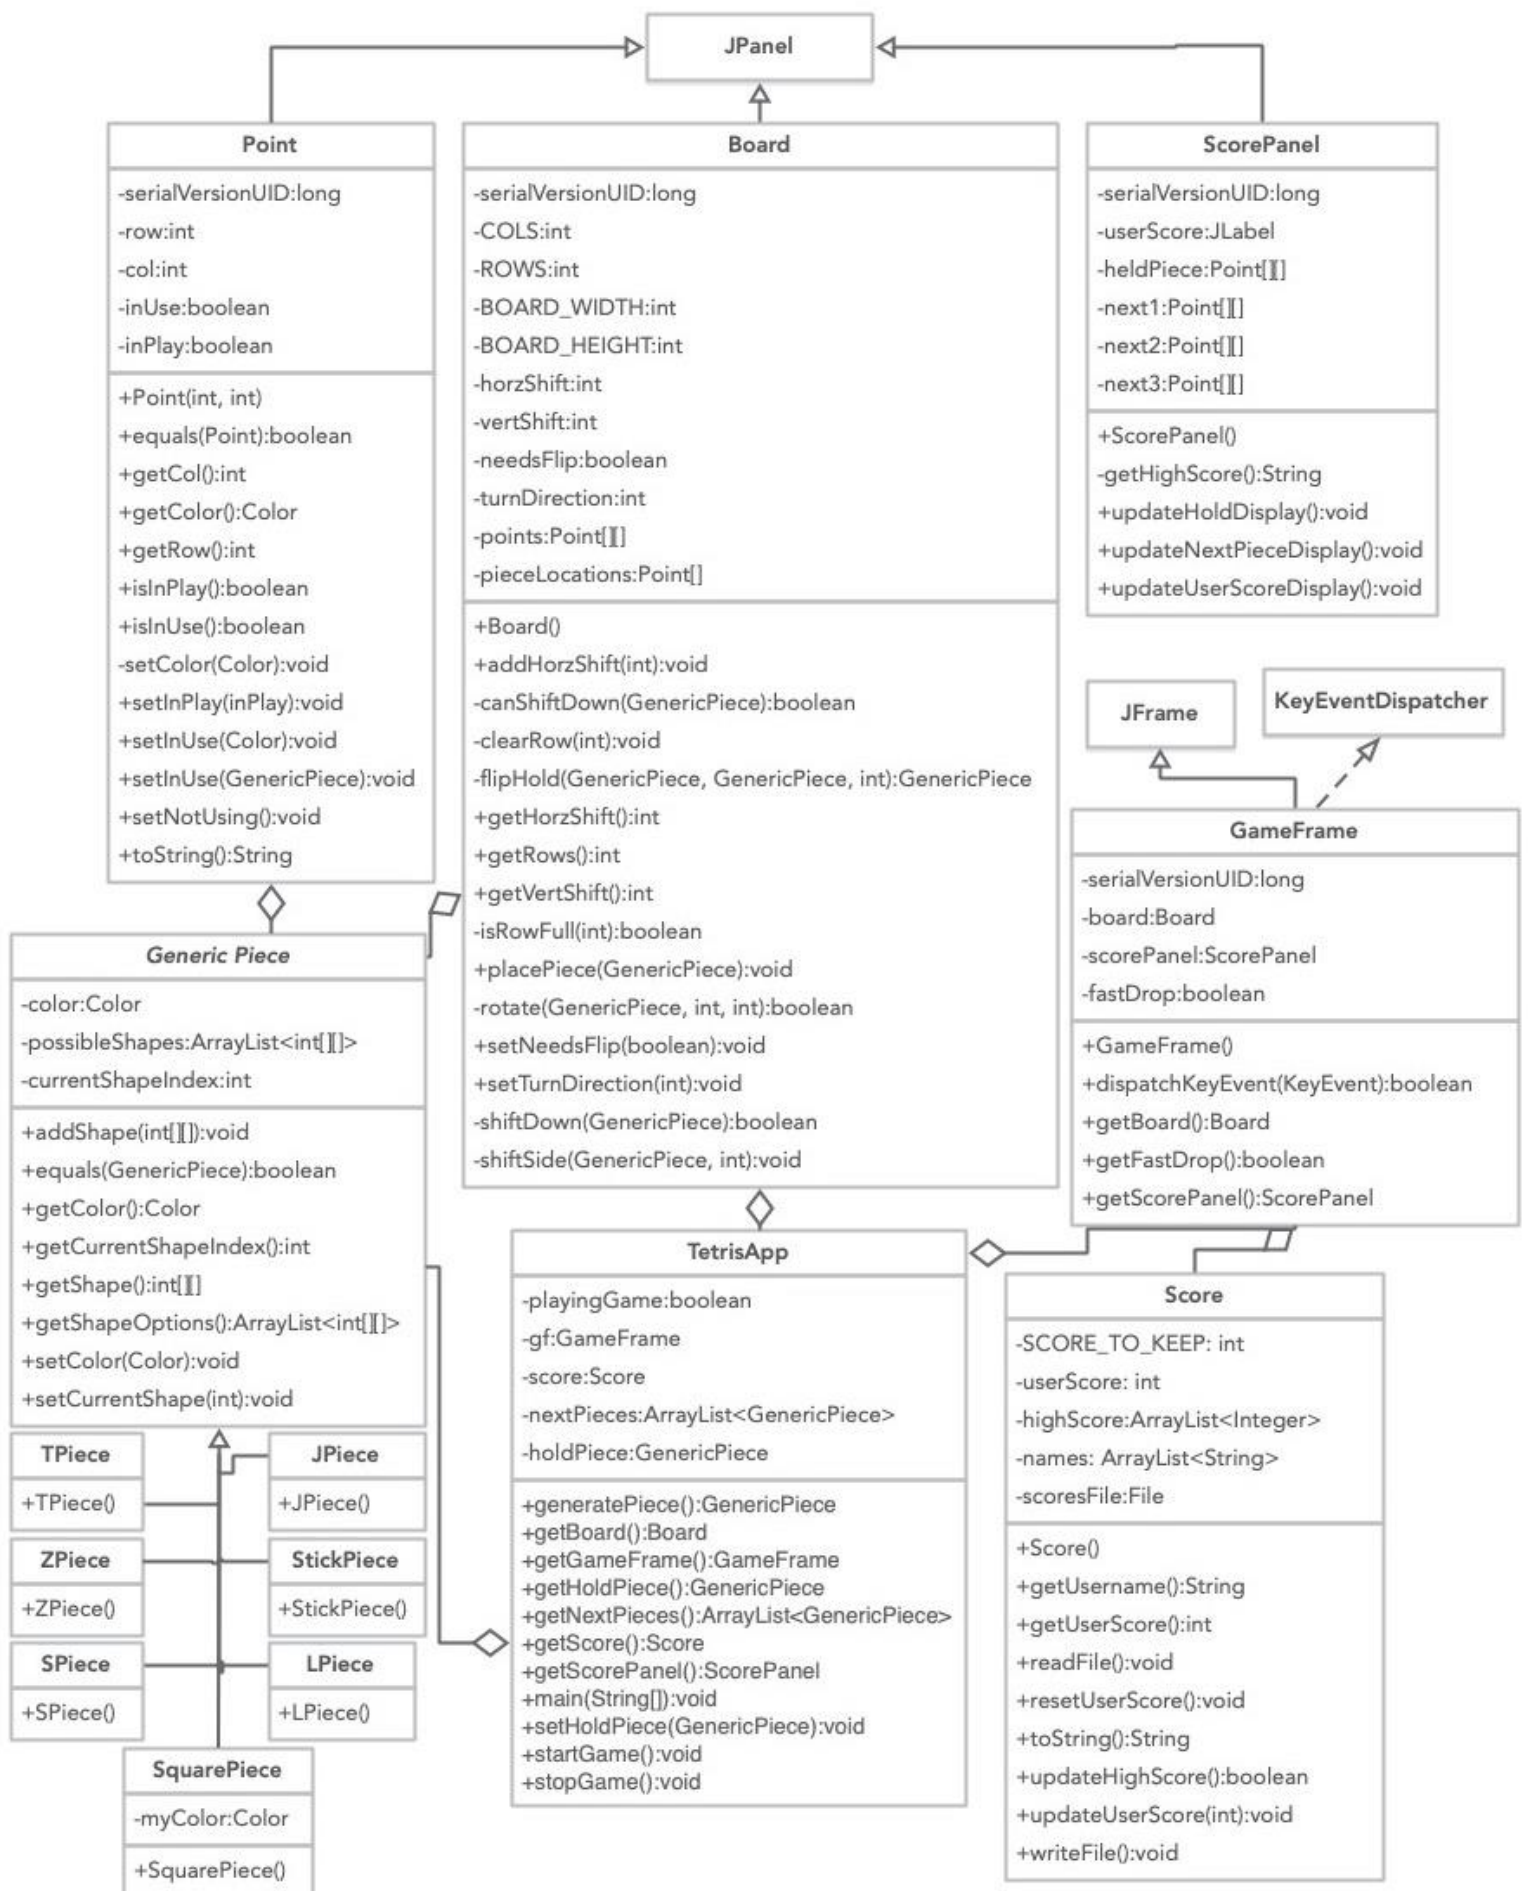 JPanel
Point
-serialVersionUID:long
-row:int
-col:int
-inUse:boolean
-inPlay:boolean
+Point(int, int)
+equals(Point):boolean
+getCol():int
+getColor():Color
+getRow():int
+isInPlay():boolean
+isInUse():boolean
-setColor(Color):void
+setInPlay(inPlay):void
+setInUse(Color):void
+setInUse(GenericPiece):void
+setNotUsing():void
+toString():String
Board
-serialVersionUID:long
-COLS:int
-ROWS:int
-BOARD_WIDTH:int
-BOARD_HEIGHT:int
-horzShift:int
-vertShift:int
-needsFlip:boolean
-turnDirection:int
-points:Point[][]
-pieceLocations:Point[]
+Board()
+addHorzShift(int):void
-canShiftDown(GenericPiece):boolean
-clearRow(int):void
-flipHold(GenericPiece, GenericPiece, int):GenericPiece
+getHorzShift():int
+getRows():int
+getVertShift():int
-isRowFull(int):boolean
+placePiece(GenericPiece):void
-rotate(GenericPiece, int, int):boolean
+setNeedsFlip(boolean):void
+setTurnDirection(int):void
-shiftDown(GenericPiece):boolean
-shiftSide(GenericPiece, int):void
ScorePanel
-serialVersionUID:long
-userScore:JLabel
-heldPiece:Point[][]
-next1:Point[][]
-next2:Point[][]
-next3:Point[][]
+ScorePanel()
-getHighScore():String
+updateHoldDisplay():void
+updateNextPieceDisplay():void
+updateUserScoreDisplay():void
JFrame
KeyEventDispatcher
GameFrame
-serialVersionUID:long
-board:Board
-scorePanel:ScorePanel
-fastDrop:boolean
+GameFrame()
+dispatchKeyEvent(KeyEvent):boolean
+getBoard():Board
+getFastDrop():boolean
+getScorePanel():ScorePanel
Generic Piece
-color:Color
-possibleShapes:ArrayList<int[][]>
-currentShapeIndex:int
+addShape(int[][]):void
+equals(GenericPiece):boolean
+getColor():Color
+getCurrentShapeIndex():int
+getShape():int[][]
+getShapeOptions():ArrayList<int[][]>
+setColor(Color):void
+setCurrentShape(int):void
TPiece
+TPiece()
JPiece
+JPiece()
ZPiece
+ZPiece()
StickPiece
+StickPiece()
SPiece
+SPiece()
LPiece
+LPiece()
SquarePiece
-myColor:Color
+SquarePiece()
TetrisApp
-playingGame:boolean
-gf:GameFrame
-score:Score
-nextPieces:ArrayList<GenericPiece>
-holdPiece:GenericPiece
+generatePiece():GenericPiece
+getBoard():Board
+getGameFrame():GameFrame
+getHoldPiece():GenericPiece
+getNextPieces():ArrayList<GenericPiece>
+getScore():Score
+getScorePanel():ScorePanel
+main(String[]):void
+setHoldPiece(GenericPiece):void
+startGame():void
+stopGame():void
Score
-SCORE_TO_KEEP: int
-userScore: int
-highScore:ArrayList<Integer>
-names: ArrayList<String>
-scoresFile:File
+Score()
+getUsername():String
+getUserScore():int
+readFile():void
+resetUserScore():void
+toString():String
+updateHighScore():boolean
+updateUserScore(int):void
+writeFile():void